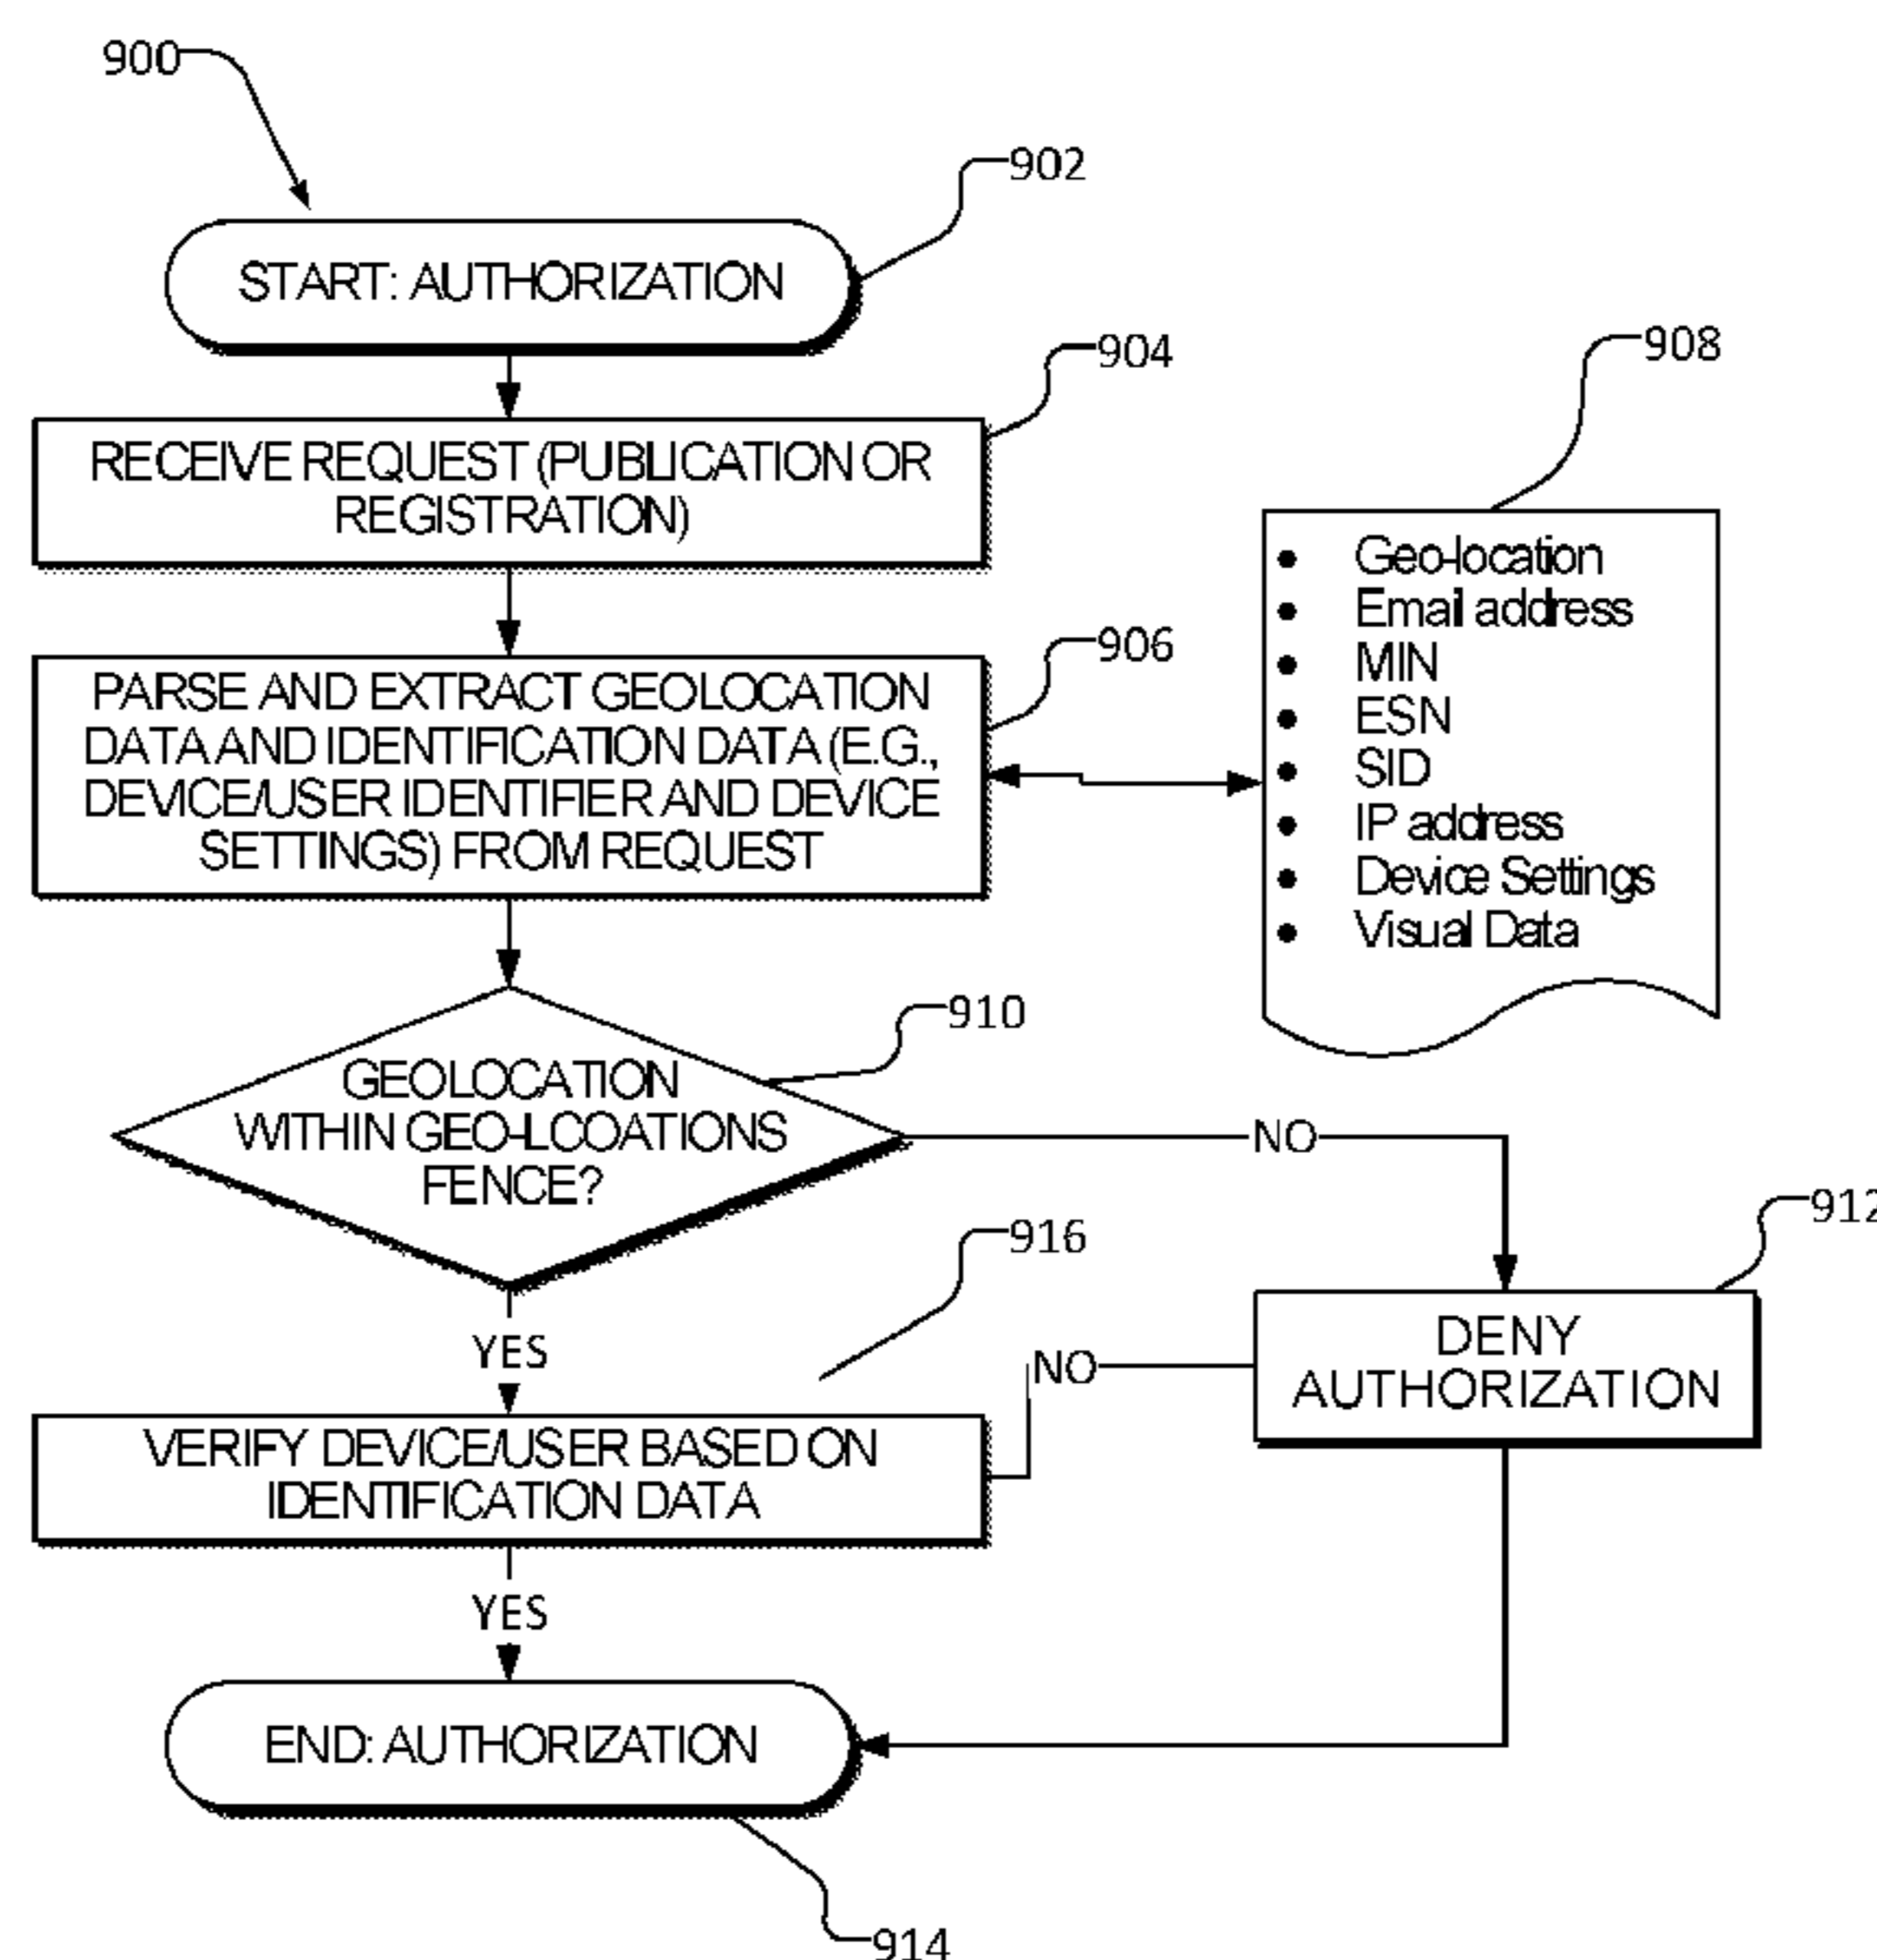 900
902
START: AUTHORIZATION
904
RECEIVE REQUEST (PUBLICATION OR
REGISTRATION)
906
PARSE AND EXTRACT GEOLOCATION
DATA AND IDENTIFICATION DATA (E.G.,
DEVICE/USER IDENTIFIER AND DEVICE
SETTINGS) FROM REQUEST
908
• Geo-location
• Email address
• MIN
• ESN
• SID
• IP address
• Device Settings
• Visual Data
910
GEOLOCATION
WITHIN GEO-LCOATIONS
FENCE?
NO
912
DENY
AUTHORIZATION
YES
916
NO
VERIFY DEVICE/USER BASED ON
IDENTIFICATION DATA
YES
END: AUTHORIZATION
914